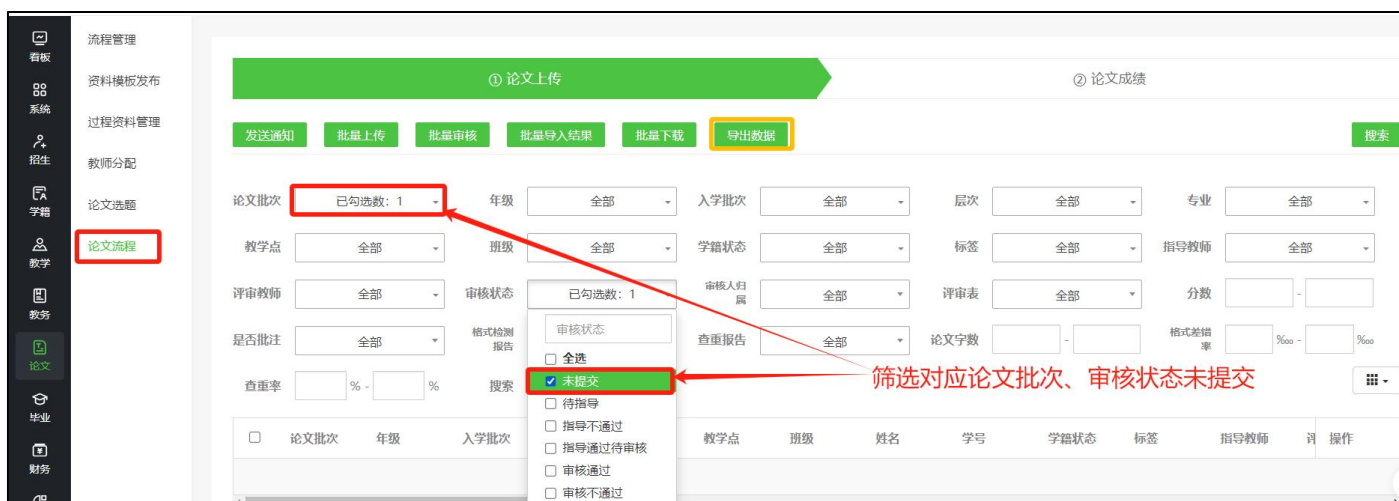 看板
系统
招生
学籍
教学
教务
论文
毕业
财务
流程管理
资料模板发布
过程资料管理
教师分配
论文选题
论文流程
① 论文上传
② 论文成绩
发送通知 批量上传 批量审核 批量导入结果 批量下载 导出数据 搜索
论文批次 已勾选数：1 年级 全部 入学批次 全部 层次 全部 专业 全部
教学点 全部 班级 全部 学籍状态 全部 标签 全部 指导教师 全部
评审教师 全部 审核状态 已勾选数：1 审核人归属 全部 评审表 全部 分数 -
是否批注 全部 格式检测报告 查重报告 全部 论文字数 - 格式差错率 ‱ - ‱
查重率 % - % 搜索
审核状态
全选
未提交
待指导
指导不通过
指导通过待审核
审核通过
审核不通过
筛选对应论文批次、审核状态未提交
论文批次 年级 入学批次 教学点 班级 姓名 学号 学籍状态 标签 指导教师 操作